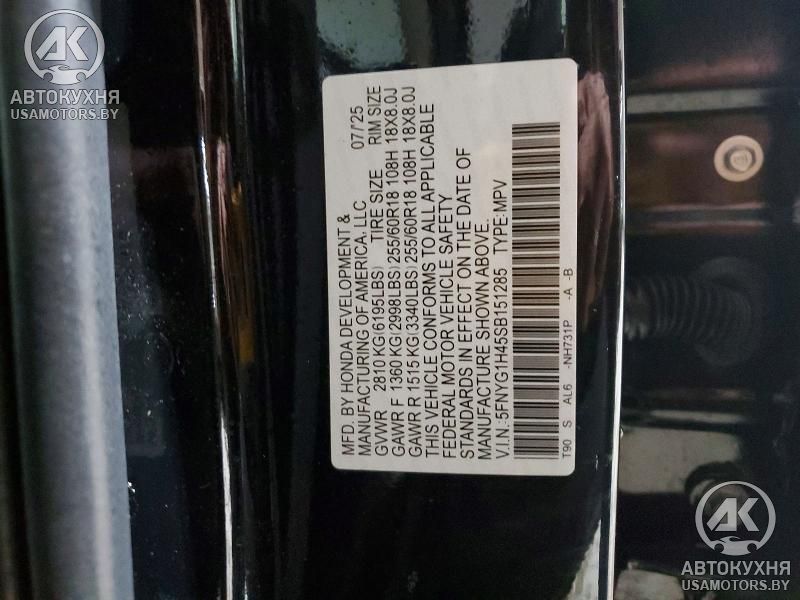 AK
АВТОКУХНЯ
USAMOTORS.BY
MFD. BY HONDA DEVELOPMENT &
MANUFACTURING OF AMERICA, LLC 07/25
GVWR 2810 KG(6195LBS) TIRE SIZE RIM SIZE
GAWR F 1360 KG(2998LBS) 255/60R18 108H 18X8.0J
GAWR R 1515 KG(3340LBS) 255/60R18 108H 18X8.0J
THIS VEHICLE CONFORMS TO ALL APPLICABLE
FEDERAL MOTOR VEHICLE SAFETY
STANDARDS IN EFFECT ON THE DATE OF
MANUFACTURE SHOWN ABOVE.
V.I.N.:5FNYG1H45SB151285 TYPE:MPV
T90 S AL6 -NH731P -A -B
AK
АВТОКУХНЯ
USAMOTORS.BY